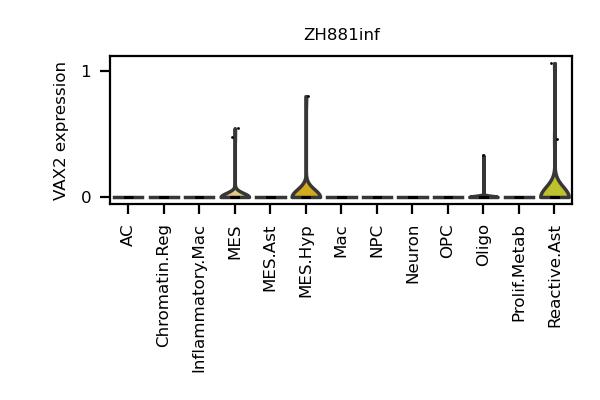 ZH881inf
VAX2 expression
1
0
AC
Chromatin.Reg
Inflammatory.Mac
MES
MES.Ast
MES.Hyp
Mac
NPC
Neuron
OPC
Oligo
Prolif.Metab
Reactive.Ast